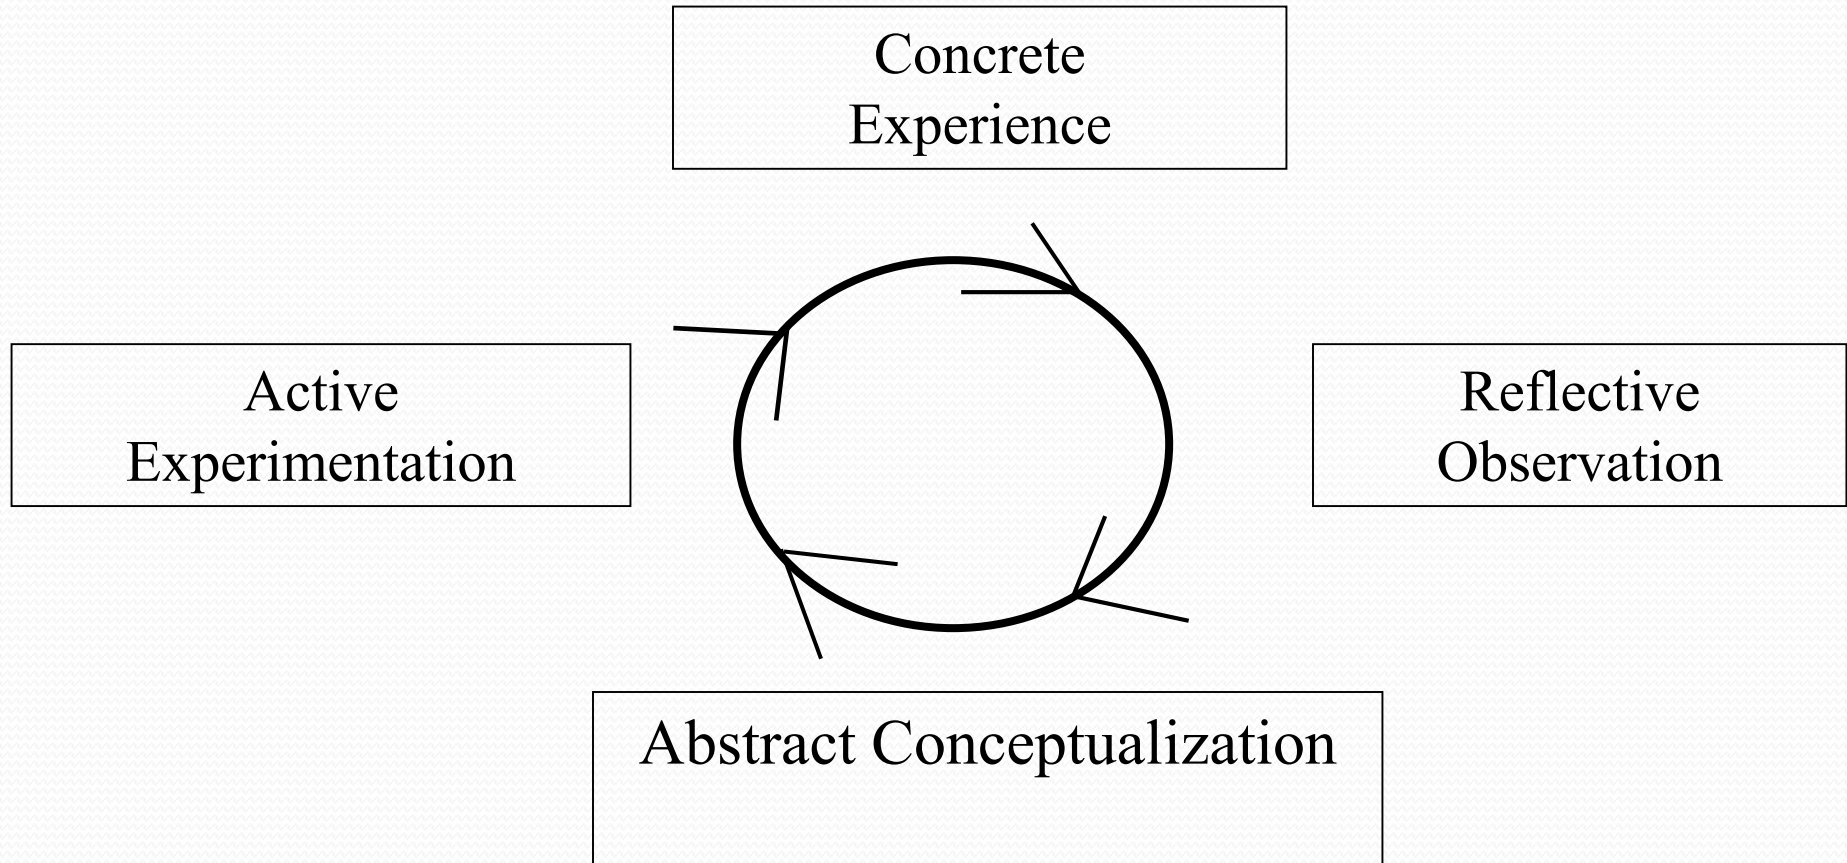 Concrete
Experience
Active
Experimentation
Reflective
Observation
Abstract Conceptualization